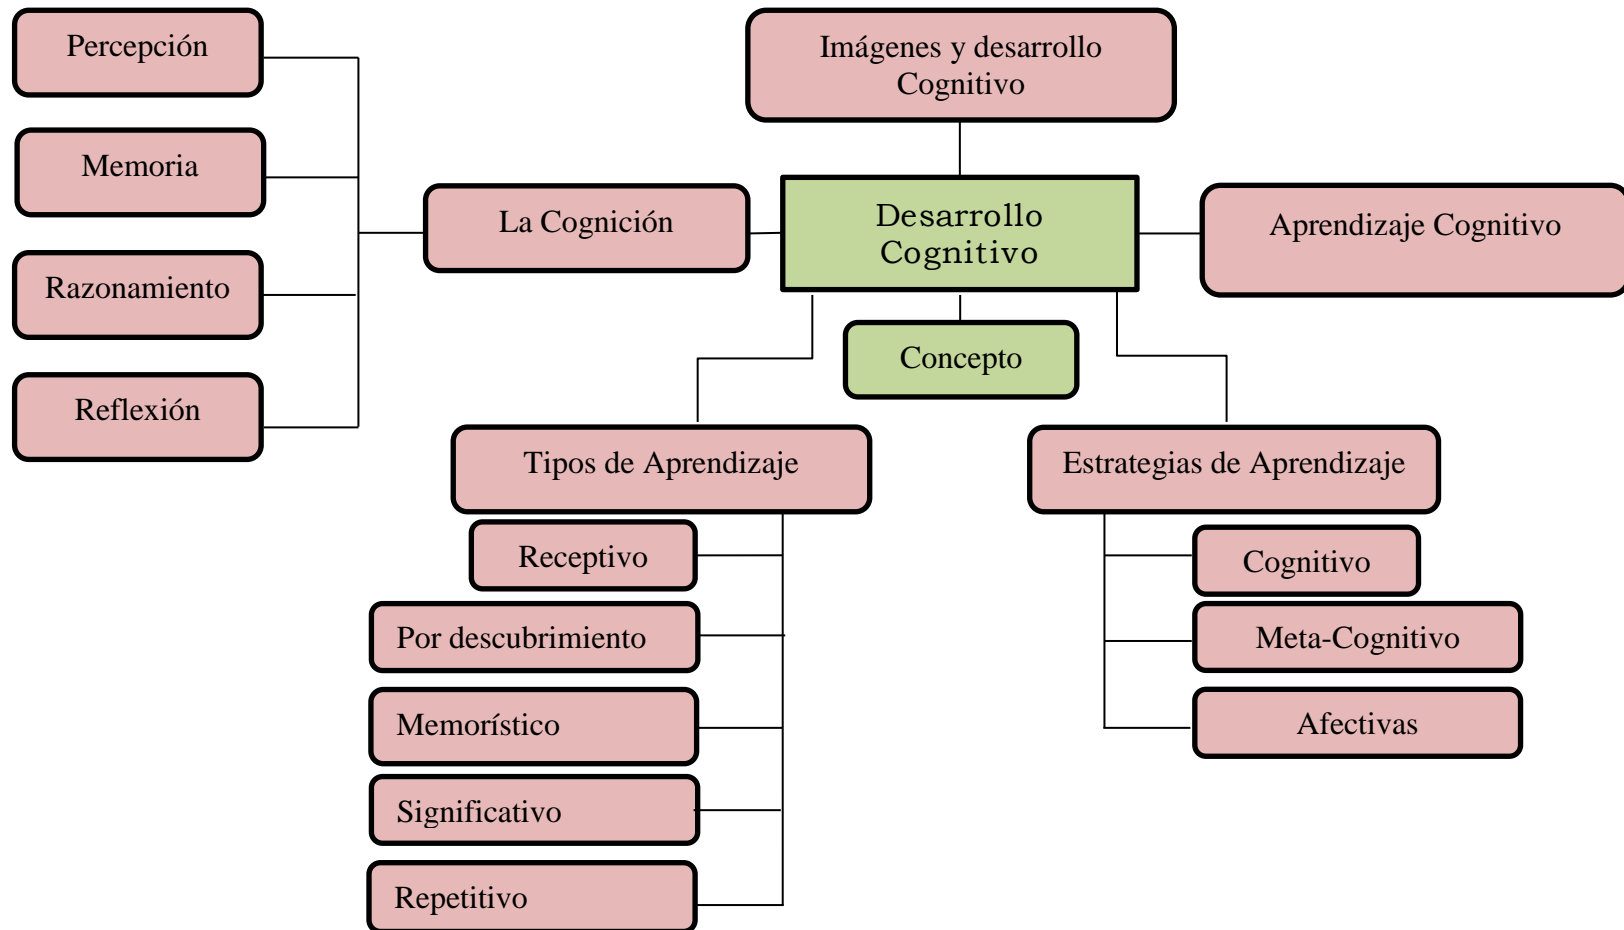 Percepción
Memoria
Razonamiento
Reflexión
La Cognición
Imágenes y desarrollo
Cognitivo
Desarrollo
Cognitivo
Aprendizaje Cognitivo
Concepto
Tipos de Aprendizaje
Receptivo
Por descubrimiento
Memorístico
Significativo
Repetitivo
Estrategias de Aprendizaje
Cognitivo
Meta-Cognitivo
Afectivas